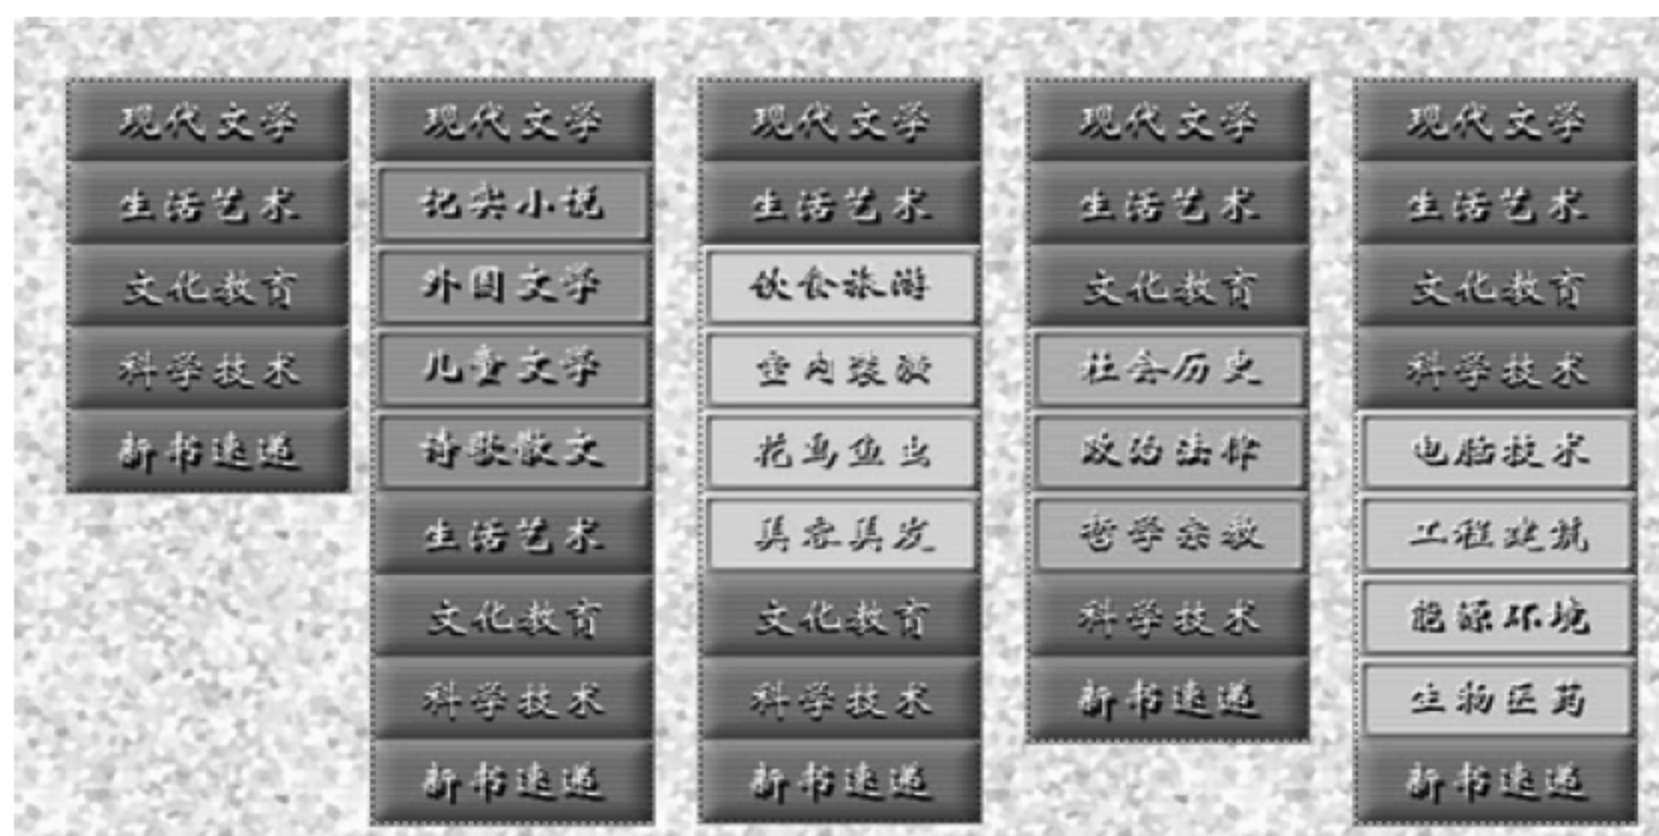 现代文学
生活艺术
文化教育
科学技术
新书速递
现代文学
记实小说
外国文学
儿童文学
诗歌散文
生活艺术
文化教育
科学技术
新书速递
现代文学
生活艺术
饮食旅游
室内装潢
花鸟鱼虫
美容美发
文化教育
科学技术
新书速递
现代文学
生活艺术
文化教育
社会历史
政治法律
哲学宗教
科学技术
新书速递
现代文学
生活艺术
文化教育
科学技术
电脑技术
工程建筑
能源环境
生物医药
新书速递